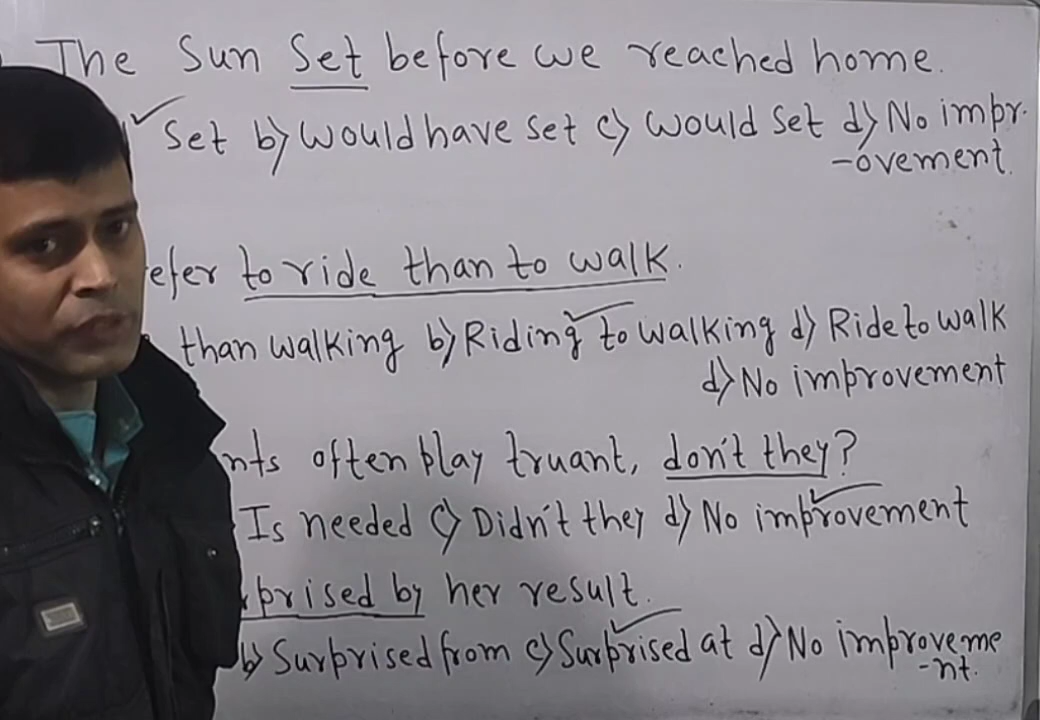 The Sun Set before we reached home.
Set b) Would have set c) Would Set d) No impr-
-ovement.
efer to ride than to walk.
than walking b) Riding to walking d) Ride to walk
d) No improvement
nts often play truant, don't they?
Is needed c) Didn't they d) No improvement
prised by her result.
b) Surprised from c) Surprised at d) No improveme
-nt.